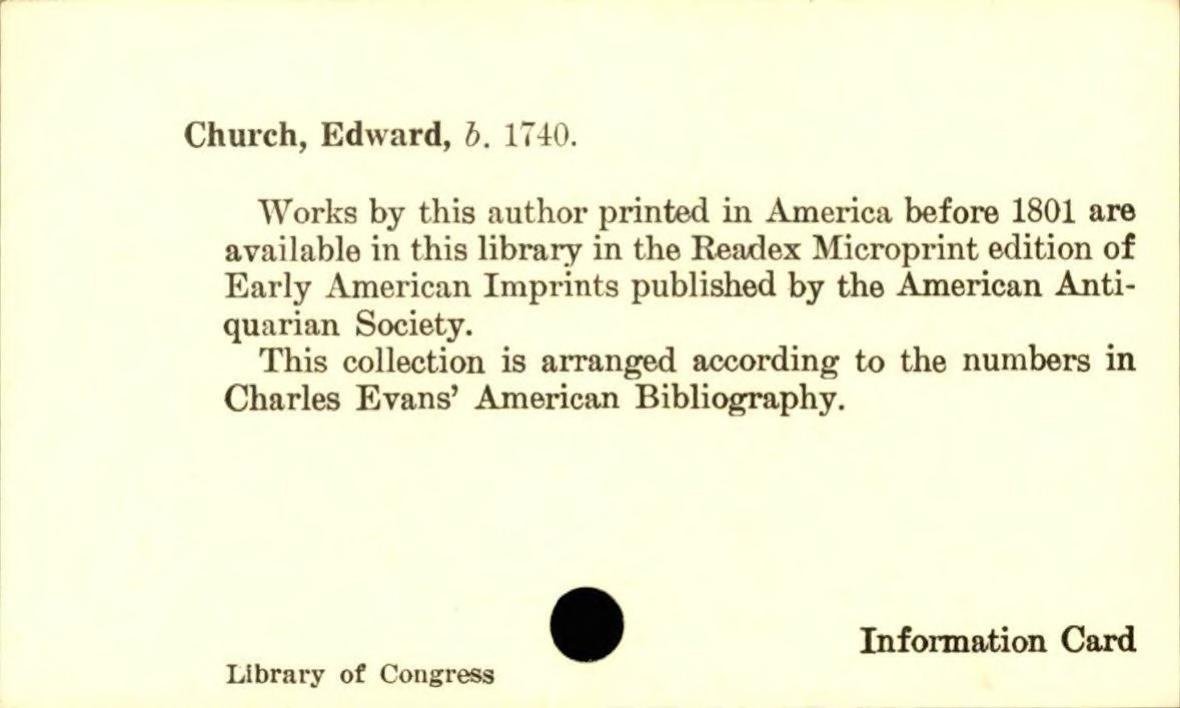 Church, Edward, b. 1740.
Works by this author printed in America before 1801 are
available in this library in the Readex Microprint edition of
Early American Imprints published by the American Anti-
quarian Society.
This collection is arranged according to the numbers in
Charles Evans' American Bibliography.
Information Card
Library of Congress